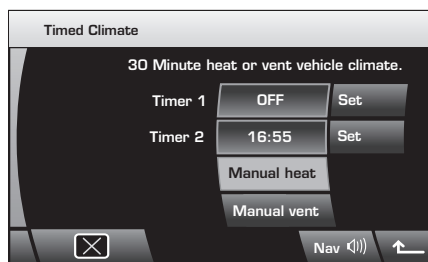 Timed Climate
30 Minute heat or vent vehicle climate.
Timer 1 OFF Set
Timer 2 16:55 Set
Manual heat
Manual vent
Nav